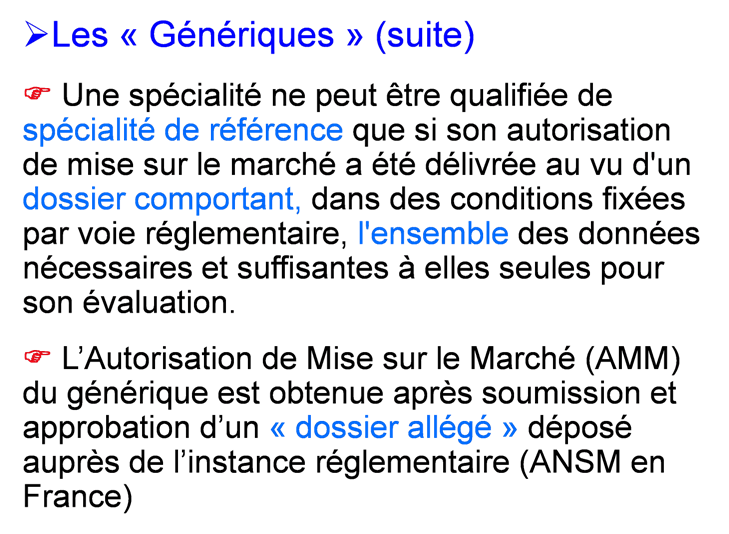 ➢Les « Génériques » (suite)
☞ Une spécialité ne peut être qualifiée de
spécialité de référence que si son autorisation
de mise sur le marché a été délivrée au vu d'un
dossier comportant, dans des conditions fixées
par voie réglementaire, l'ensemble des données
nécessaires et suffisantes à elles seules pour
son évaluation.
☞ L’Autorisation de Mise sur le Marché (AMM)
du générique est obtenue après soumission et
approbation d’un « dossier allégé » déposé
auprès de l’instance réglementaire (ANSM en
France)